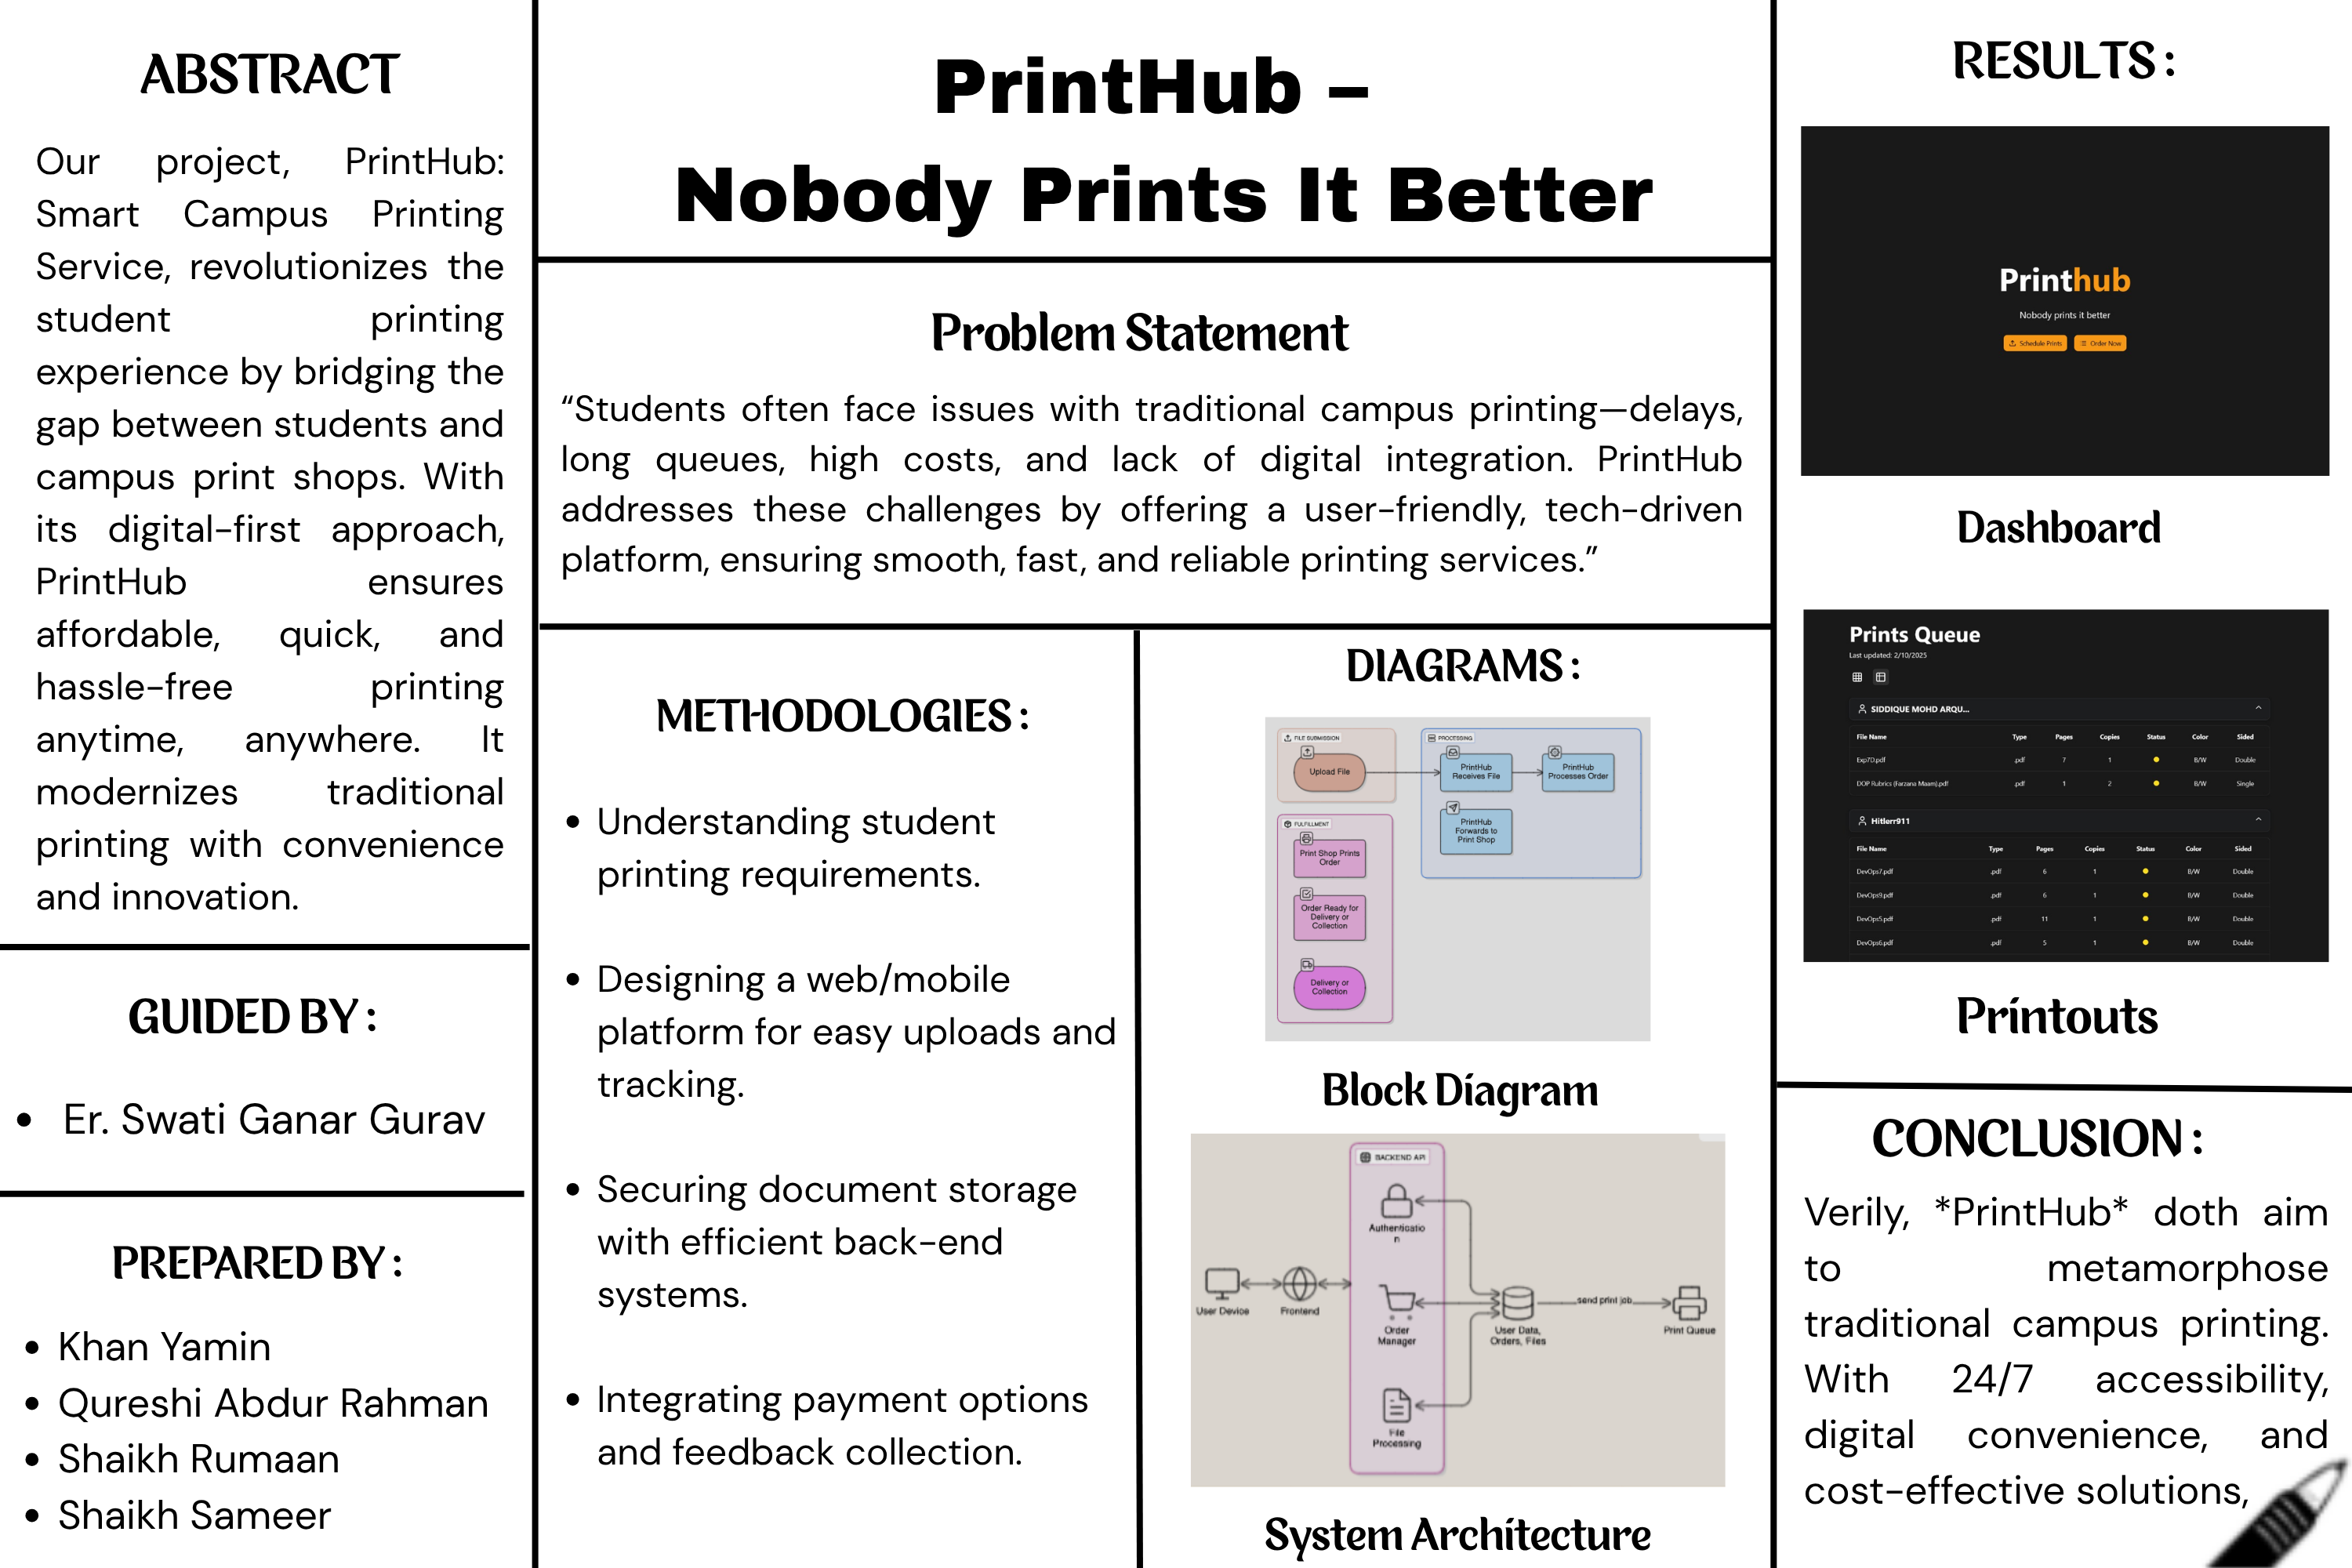 ABSTRACT
Our project, PrintHub:
Smart Campus Printing
Service, revolutionizes the
student printing
experience by bridging the
gap between students and
campus print shops. With
its digital-first approach,
PrintHub ensures
affordable, quick, and
hassle-free printing
anytime, anywhere. It
modernizes traditional
printing with convenience
and innovation.
GUIDED BY :
• Er. Swati Ganar Gurav
PREPARED BY :
• Khan Yamin
• Qureshi Abdur Rahman
• Shaikh Rumaan
• Shaikh Sameer
PrintHub –
Nobody Prints It Better
Problem Statement
“Students often face issues with traditional campus printing—delays,
long queues, high costs, and lack of digital integration. PrintHub
addresses these challenges by offering a user-friendly, tech-driven
platform, ensuring smooth, fast, and reliable printing services.”
METHODOLOGIES :
• Understanding student
printing requirements.
• Designing a web/mobile
platform for easy uploads and
tracking.
• Securing document storage
with efficient back-end
systems.
• Integrating payment options
and feedback collection.
DIAGRAMS :
FILE SUBMISSION
Upload File
PROCESSING
PrintHub
Receives File
PrintHub
Processes Order
PrintHub
Forwards to
Print Shop
FULFILLMENT
Print Shop Prints
Order
Order Ready for
Delivery or
Collection
Delivery or
Collection
Block Diagram
BACKEND API
Authenticatio
n
User Device
Frontend
Order
Manager
User Data,
Orders, Files
send print job
Print Queue
File
Processing
System Architecture
RESULTS :
Printhub
Nobody prints it better
Schedule Prints Order Now
Dashboard
Prints Queue
Last updated: 2/10/2025
SIDDIQUE MOHD ARQU...
File Name Type Pages Copies Status Color Sided
Exp7D.pdf .pdf 7 1 B/W Double
DOP Rubrics (Farzana Maam).pdf .pdf 1 2 B/W Single
Hitlerr911
File Name Type Pages Copies Status Color Sided
DevOps7.pdf .pdf 6 1 B/W Double
DevOps9.pdf .pdf 6 1 B/W Double
DevOps5.pdf .pdf 11 1 B/W Double
DevOps6.pdf .pdf 5 1 B/W Double
Printouts
CONCLUSION :
Verily, *PrintHub* doth aim
to metamorphose
traditional campus printing.
With 24/7 accessibility,
digital convenience, and
cost-effective solutions,